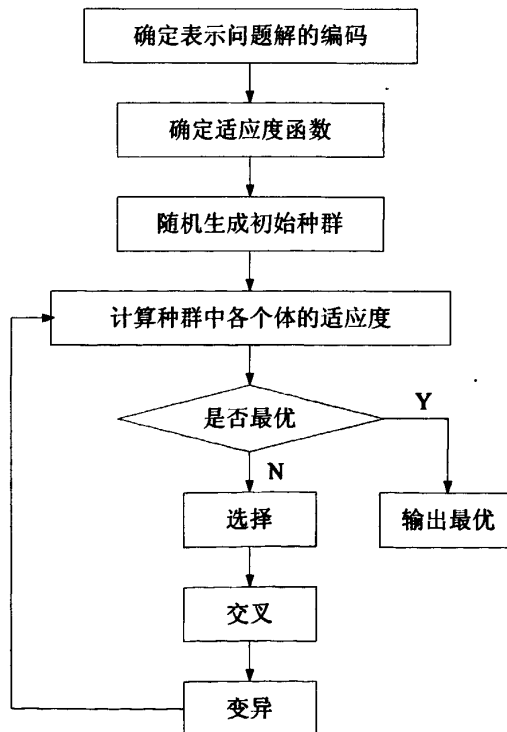 确定表示问题解的编码
确定适应度函数
随机生成初始种群
计算种群中各个体的适应度
是否最优
Y
N
选择
输出最优
交叉
变异